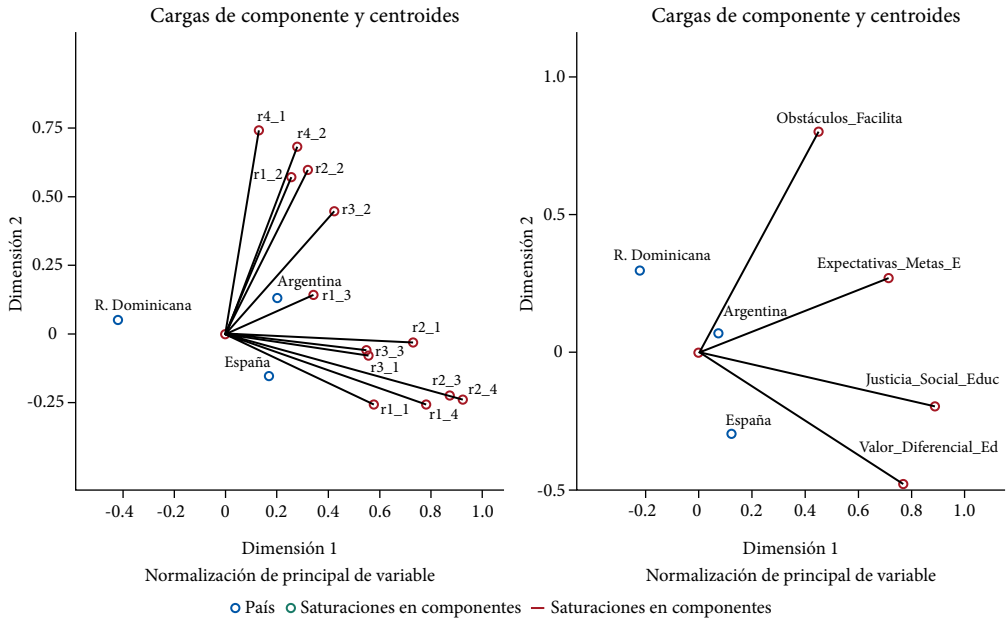 Cargas de componente y centroides
Dimensión 2
0.75
0.50
0.25
0
-0.25
r4_1
r4_2
r1_2
r2_2
r3_2
Argentina
r1_3
R. Dominicana
r2_1
r3_3
r3_1
España
r2_3
r2_4
r1_1
r1_4
-0.4
-0.2
0
0.2
0.4
0.6
0.8
1.0
Dimensión 1
Normalización de principal de variable
Cargas de componente y centroides
Dimensión 2
1.0
0.5
0
-0.5
Obstáculos_Facilita
R. Dominicana
Expectativas_Metas_E
Argentina
Justicia_Social_Educ
España
Valor_Diferencial_Ed
-0.2
0
0.2
0.4
0.6
0.8
1.0
Dimensión 1
Normalización de principal de variable
País
Saturaciones en componentes
Saturaciones en componentes